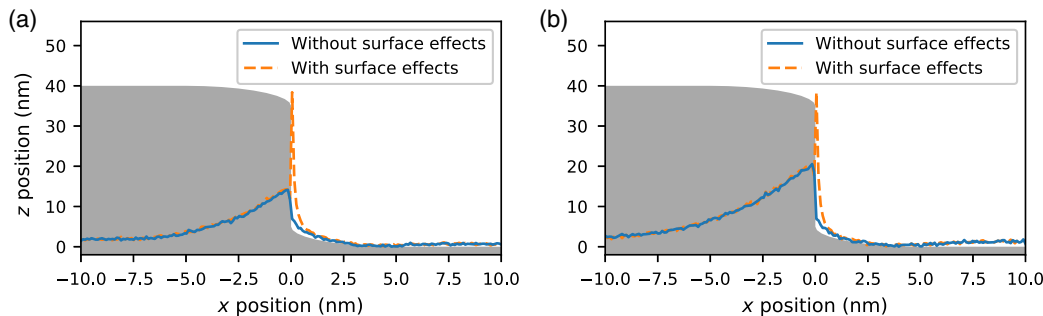 (a)
50
40
30
20
10
0
z position (nm)
Without surface effects
With surface effects
−10.0 −7.5 −5.0 −2.5 0.0 2.5 5.0 7.5 10.0
x position (nm)
(b)
50
40
30
20
10
0
Without surface effects
With surface effects
−10.0 −7.5 −5.0 −2.5 0.0 2.5 5.0 7.5 10.0
x position (nm)